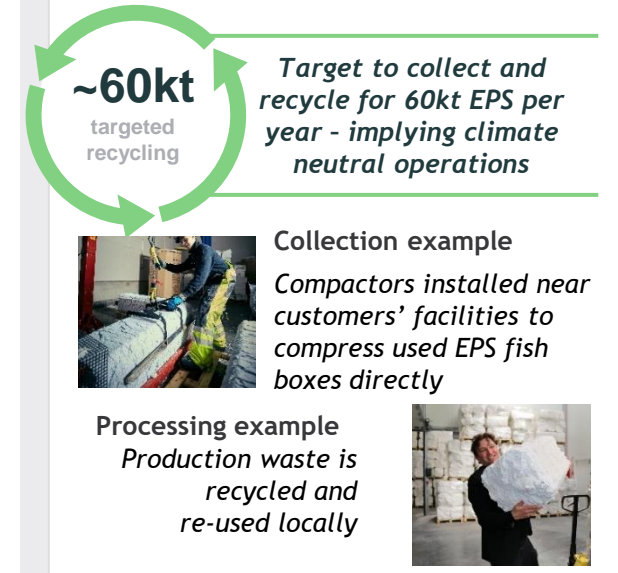 ~60kt
targeted
recycling
Target to collect and
recycle for 60kt EPS per
year – implying climate
neutral operations
Collection example
Compactors installed near
customers’ facilities to
compress used EPS fish
boxes directly
Processing example
Production waste is
recycled and
re-used locally